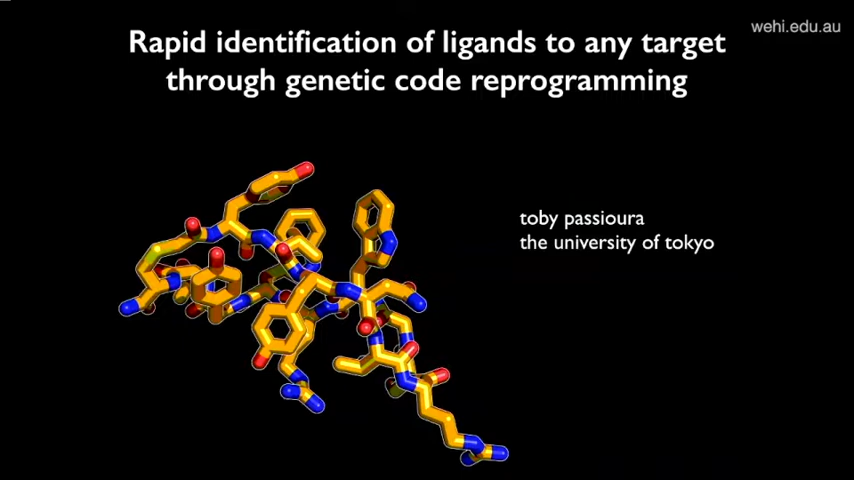 wehi.edu.au
Rapid identification of ligands to any target
through genetic code reprogramming
toby passioura
the university of tokyo